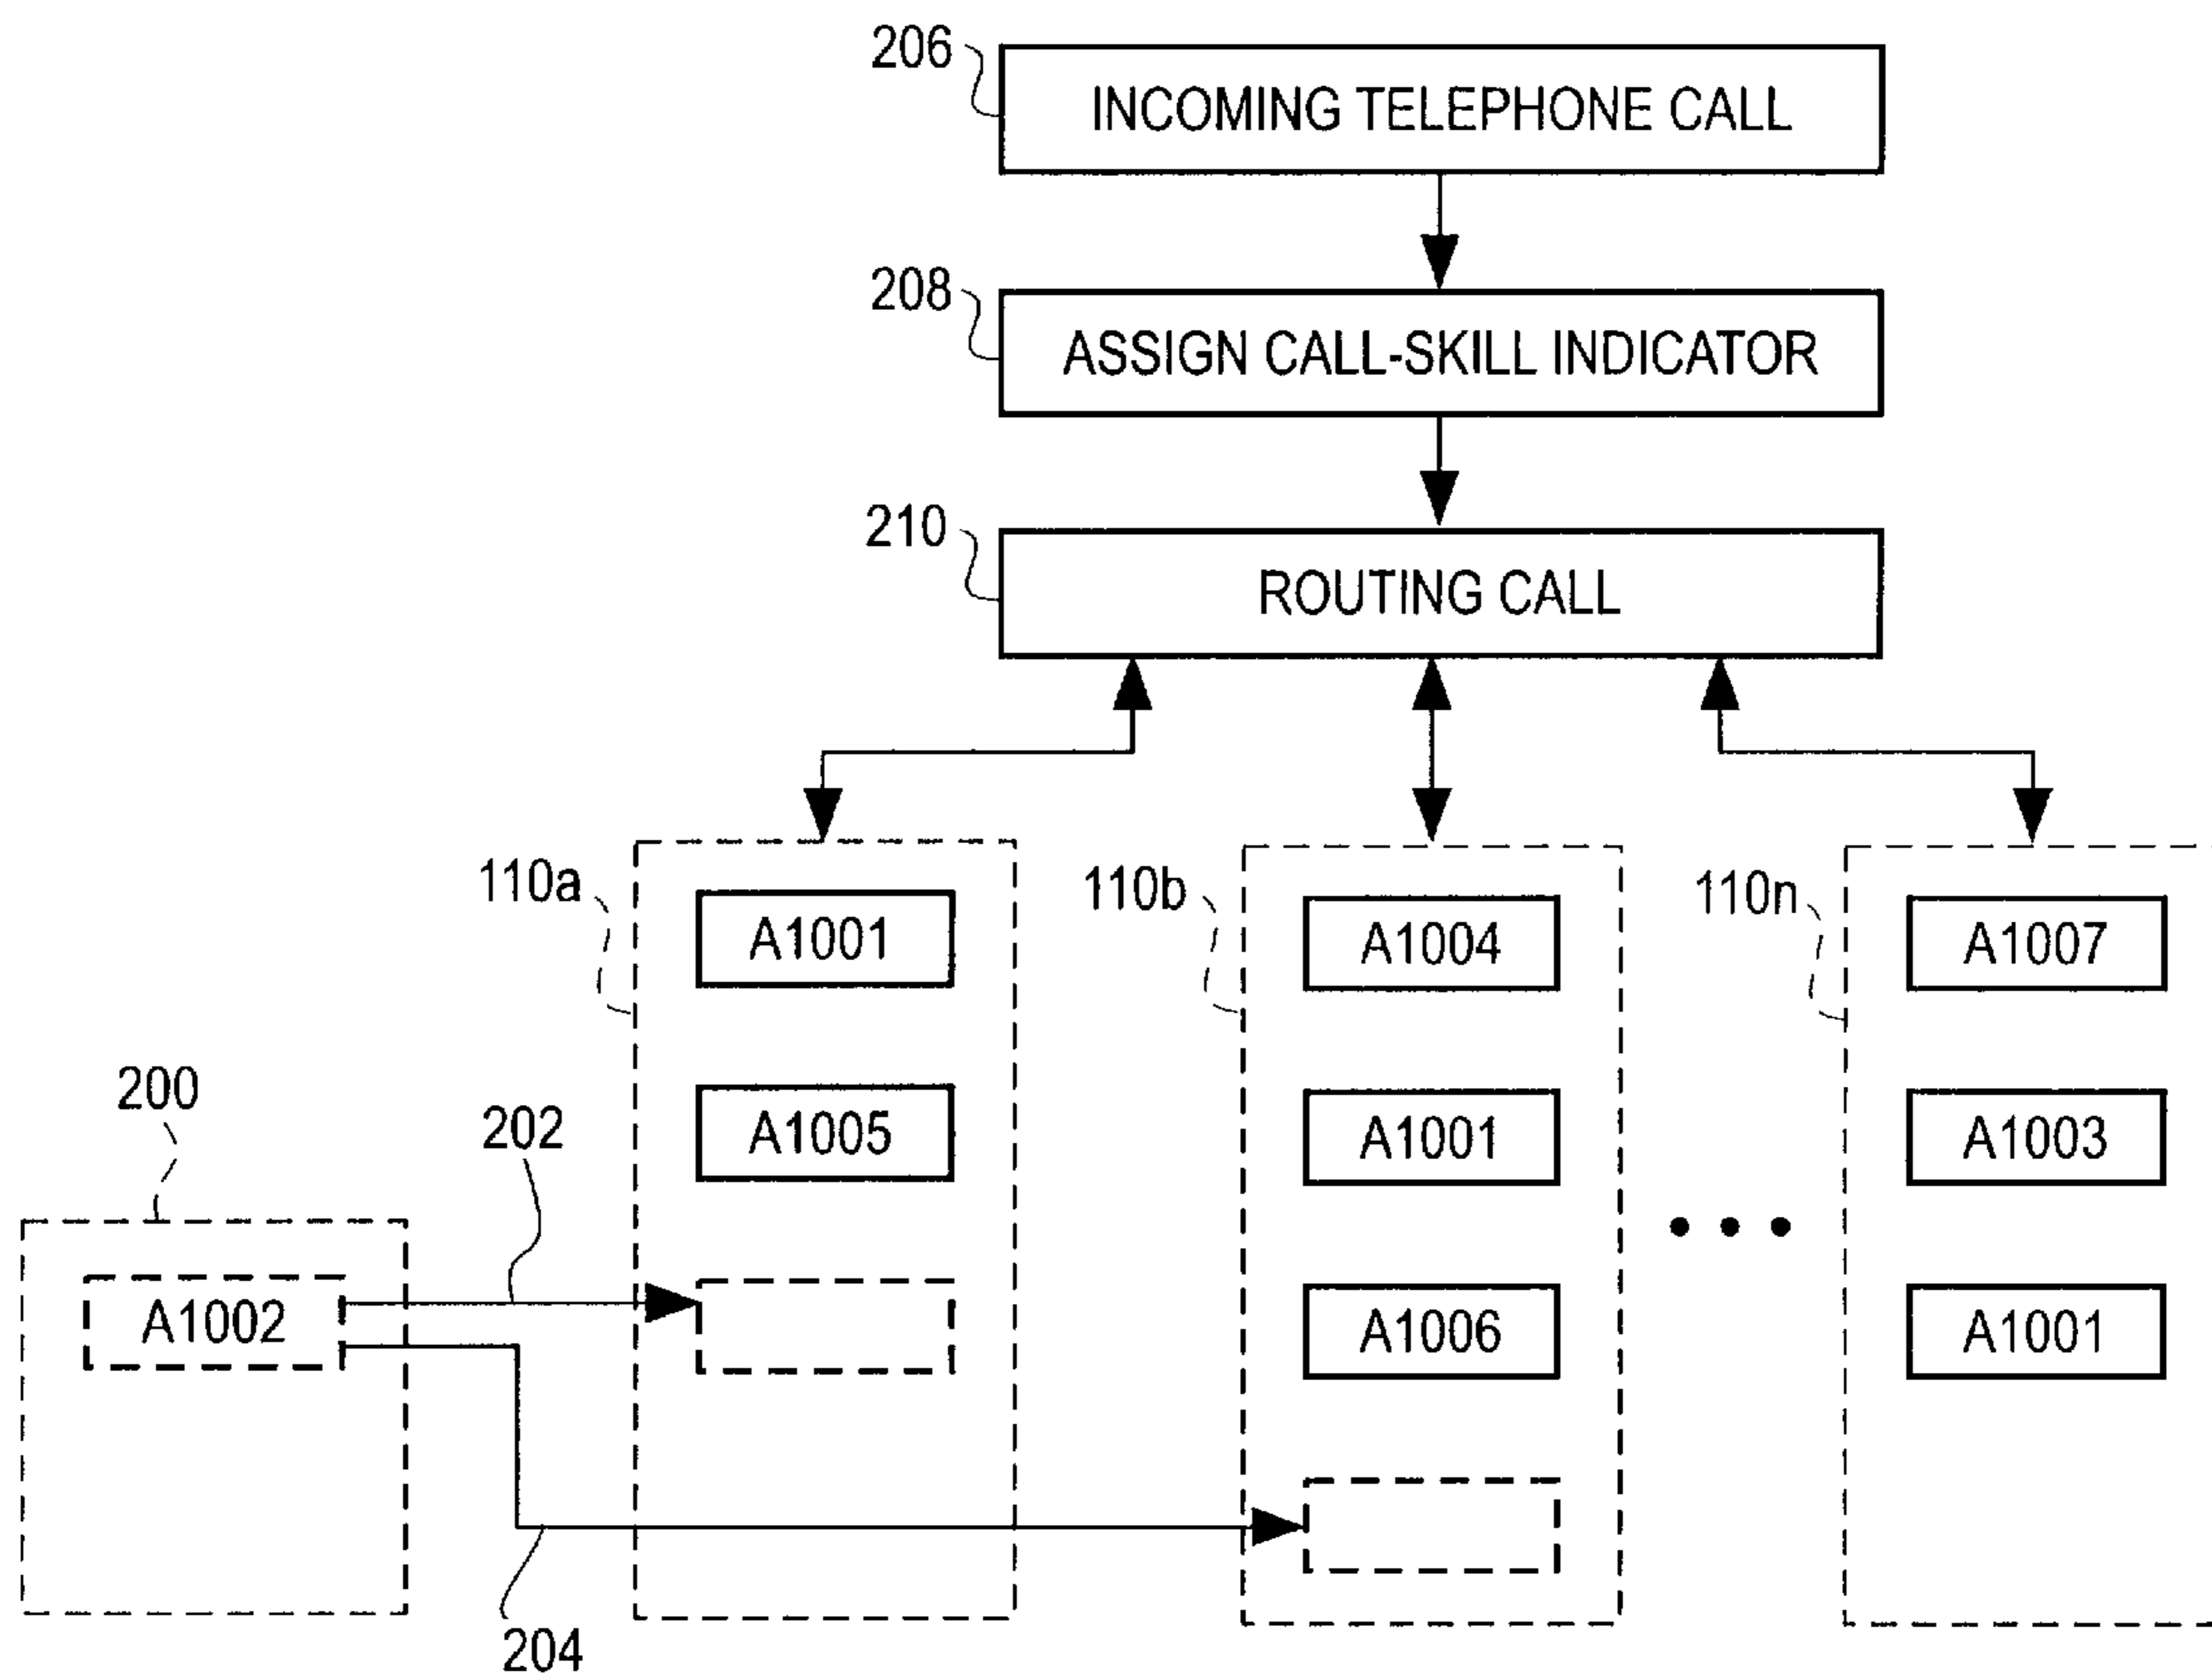 206
INCOMING TELEPHONE CALL
208
ASSIGN CALL-SKILL INDICATOR
210
ROUTING CALL
110a
A1001
110b
A1004
110n
A1007
200
202
A1005
A1001
A1003
A1002
A1006
A1001
204